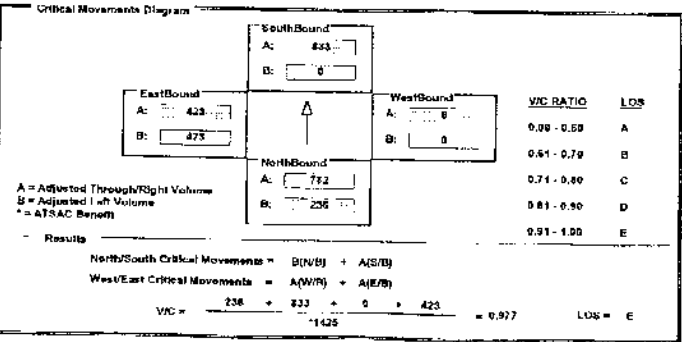 Critical Movements Diagram
SouthBound
A: 833
B: 0
EastBound
A: 423
B: 473
WestBound
A: 0
B: 0
NorthBound
A: 782
B: 236
V/C RATIO LOS
0.00 - 0.60 A
0.61 - 0.70 B
0.71 - 0.80 C
0.81 - 0.90 D
0.91 - 1.00 E
A = Adjusted Through/Right Volume
B = Adjusted Left Volume
* = ATSAC Benefit
Results
North/South Critical Movements = B(N/B) + A(S/B)
West/East Critical Movements = A(W/B) + A(E/B)
V/C = 236 + 833 + 0 + 423 = 0.977 LOS = E
*1425